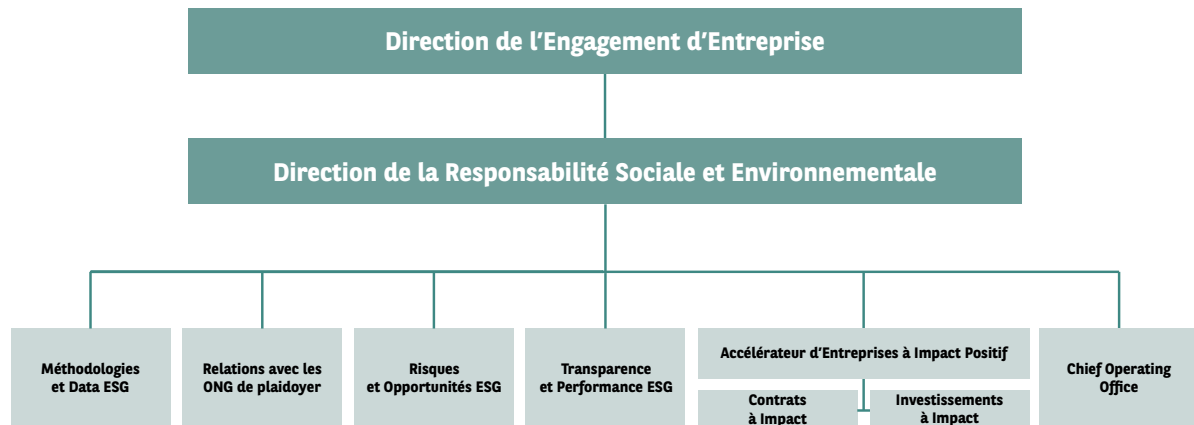 Direction de l’Engagement d’Entreprise
Direction de la Responsabilité Sociale et Environnementale
Méthodologies
et Data ESG
Relations avec les
ONG de plaidoyer
Risques
et Opportunités ESG
Transparence
et Performance ESG
Accélérateur d’Entreprises à Impact Positif
Contrats
à Impact
Investissements
à Impact
Chief Operating
Office